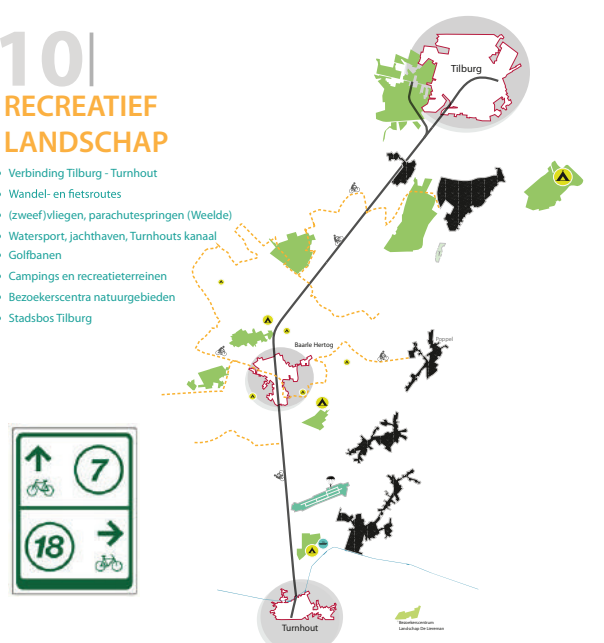 10|
RECREATIEF
LANDSCHAP
• Verbinding Tilburg - Turnhout
• Wandel- en fietsroutes
• (zweef)vliegen, parachutespringen (Weelde)
• Watersport, jachthaven, Turnhouts kanaal
• Golfbanen
• Campings en recreatieterreinen
• Bezoekerscentra natuurgebieden
• Stadsbos Tilburg
Tilburg
Baarle Hertog
Poppel
7
18
Turnhout
Bezoekerscentrum
Landschap De Liereman